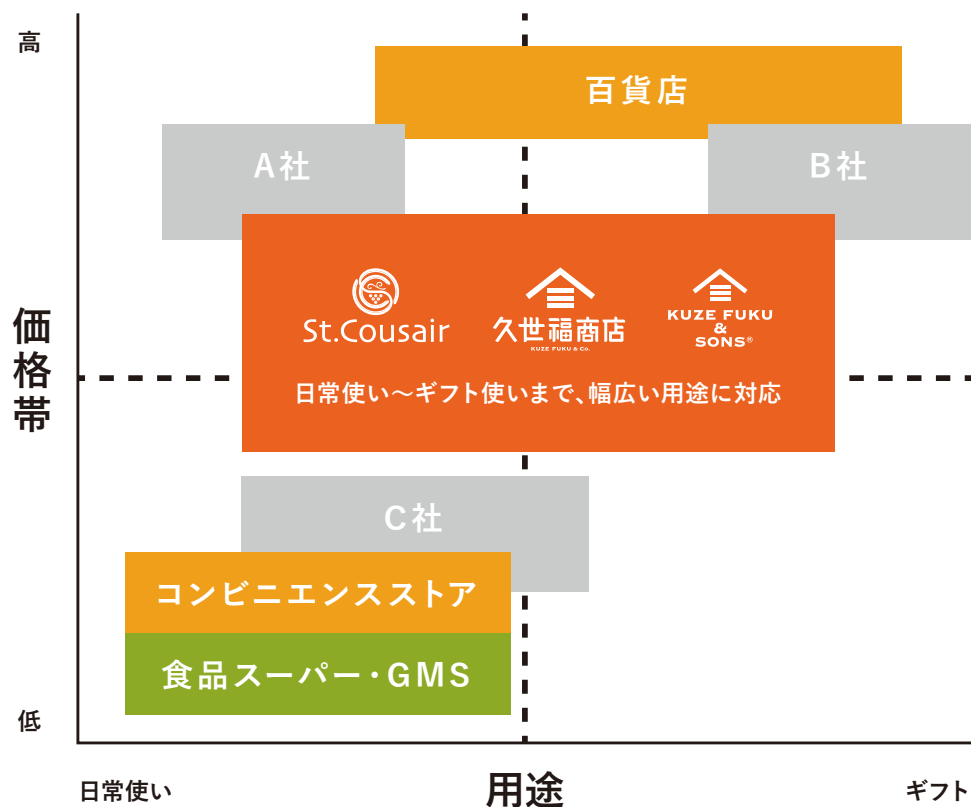 高
百貨店
A社
B社
価格帯
St.Cousair
久世福商店
KUZE FUKU & Co.
KUZE FUKU
&
SONS®
日常使い〜ギフト使いまで、幅広い用途に対応
C社
コンビニエンスストア
食品スーパー・GMS
低
日常使い
用途
ギフト